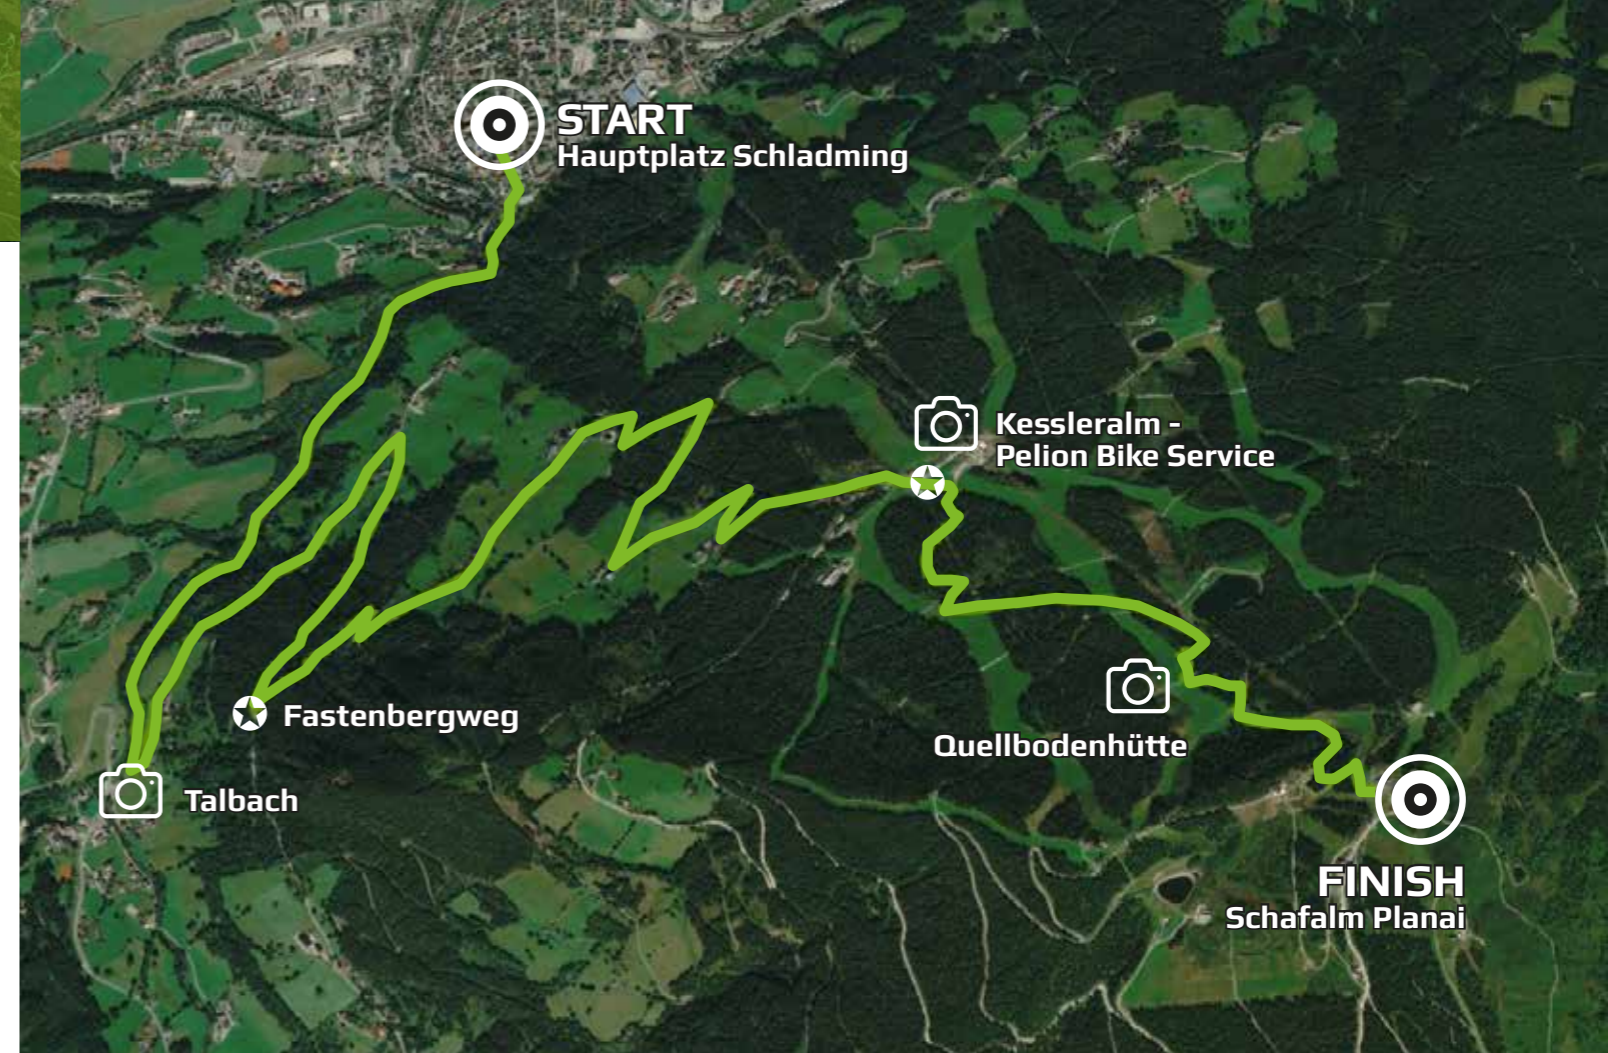 START
Hauptplatz Schladming
Kessleralm -
Pelion Bike Service
Fastenbergweg
Quellbodenhütte
Talbach
FINISH
Schafalm Planai